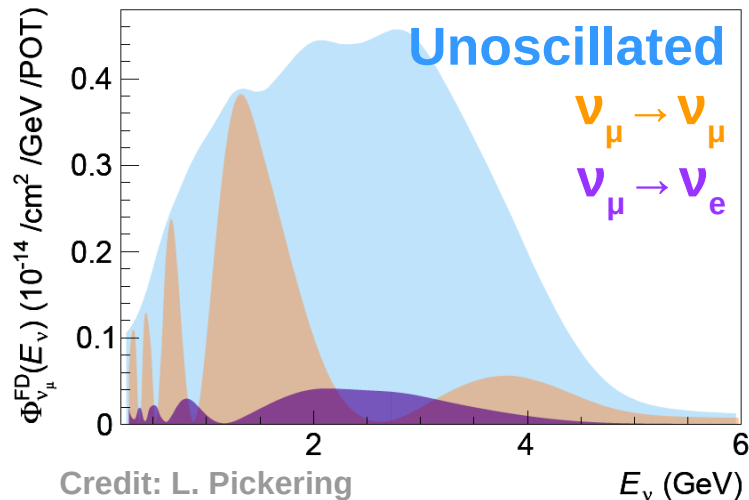 Unoscillated
ν_μ → ν_μ
ν_μ → ν_e
Φ^FD_ν_μ(E_ν) (10^-14 /cm^2 /GeV /POT)
0.4
0.3
0.2
0.1
0
2 4 6
Credit: L. Pickering E_ν (GeV)